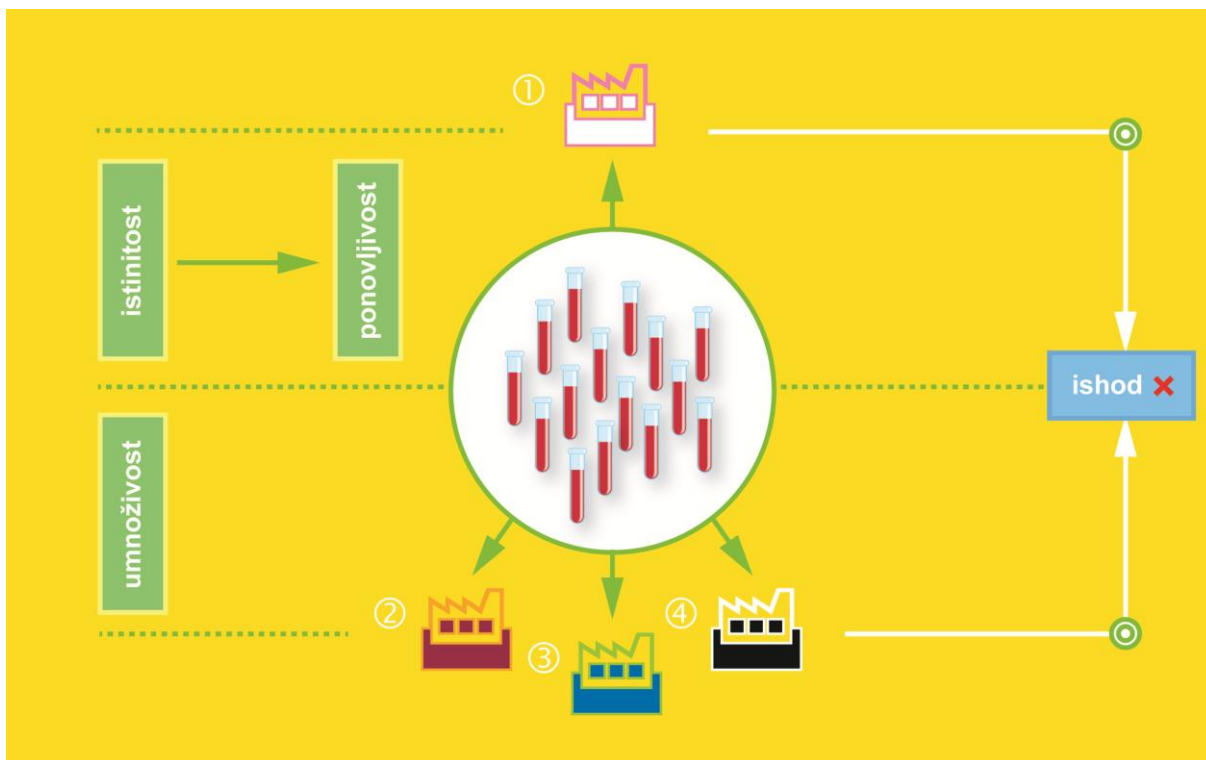 ①
istinitost
ponovljivost
ishod ×
umnoživost
②
④
③